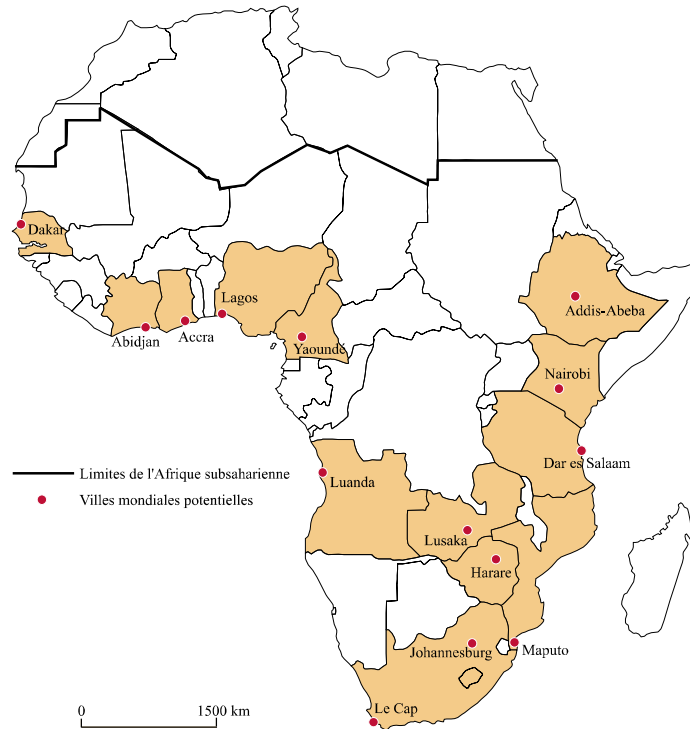 Dakar
Lagos
Abidjan
Accra
Yaoundé
Addis-Abeba
Nairobi
Dar es Salaam
Limites de l'Afrique subsaharienne
Villes mondiales potentielles
Luanda
Lusaka
Harare
Johannesburg
Maputo
Le Cap
0 1500 km